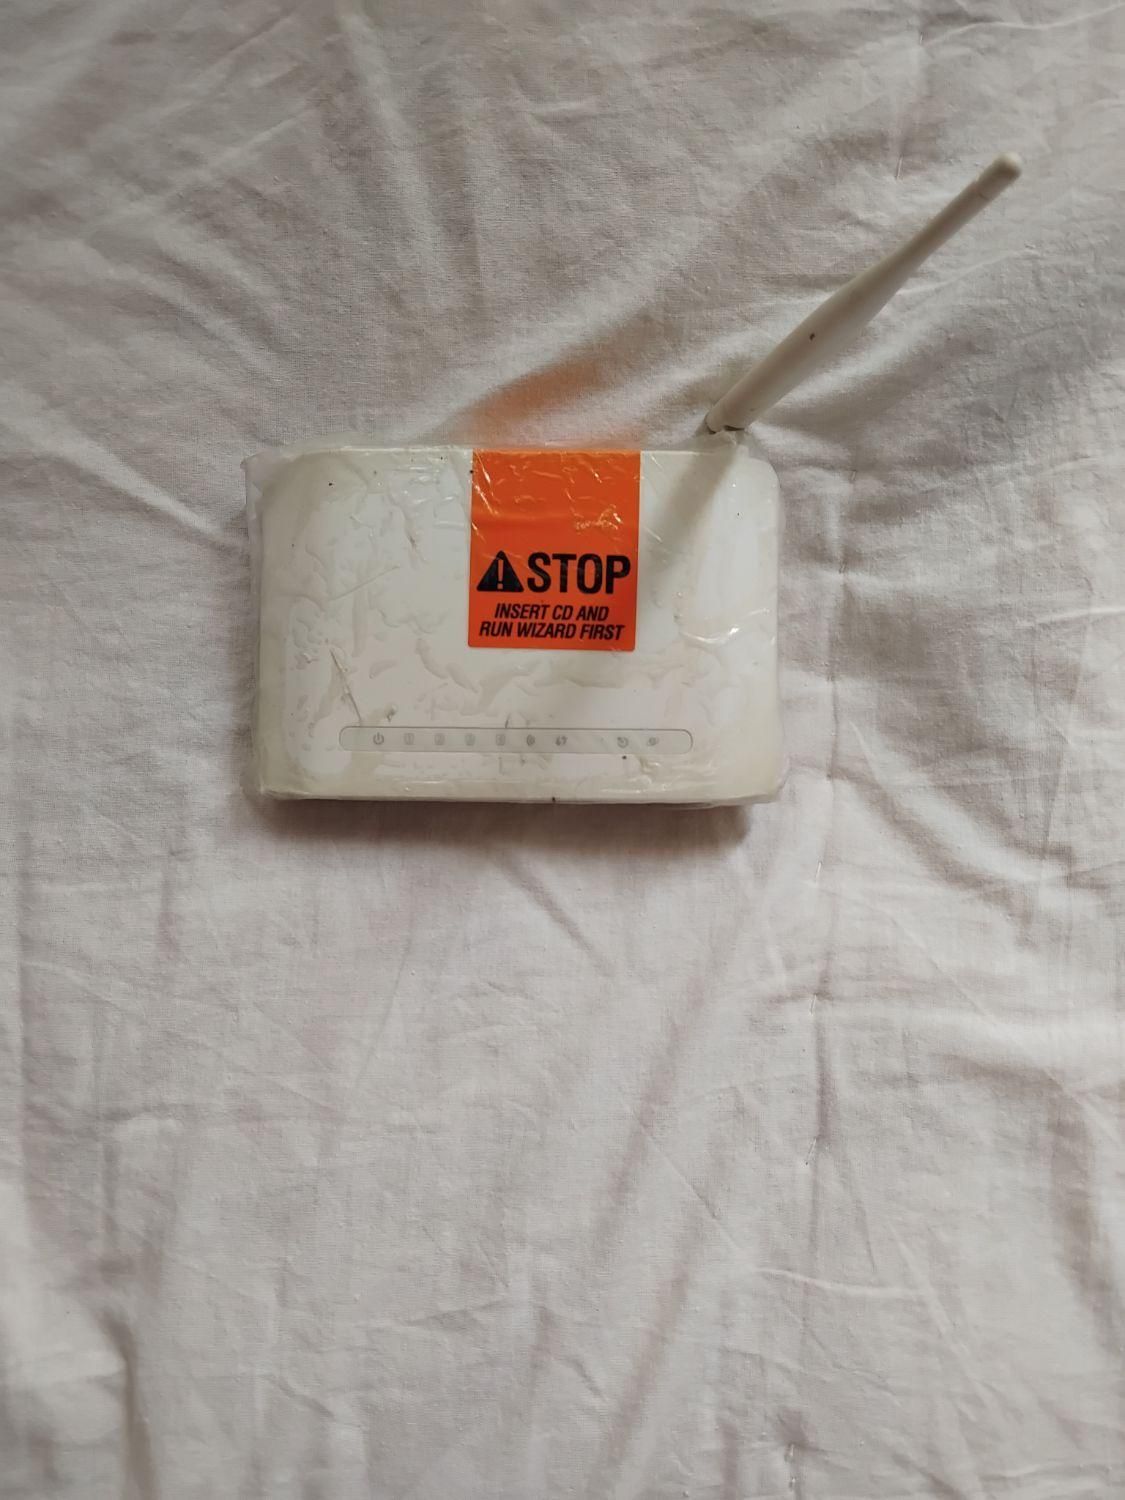 STOP
INSERT CD AND
RUN WIZARD FIRST